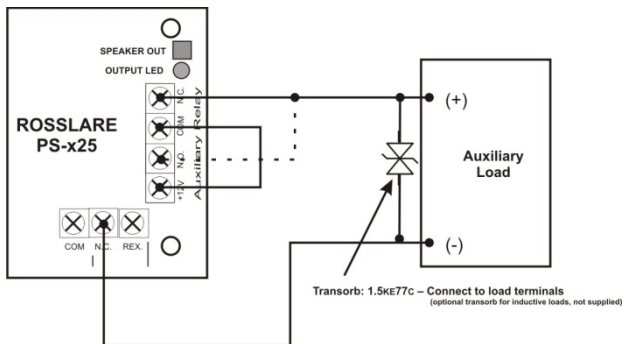 SPEAKER OUT
OUTPUT LED
ROSSLARE
PS-x25
N.C.
COM
N.O.
+12V
Auxiliary Relay
COM
N.C.
REX.
(+)
Auxiliary
Load
(-)
Transorb: 1.5KE77C – Connect to load terminals
(optional transorb for inductive loads, not supplied)